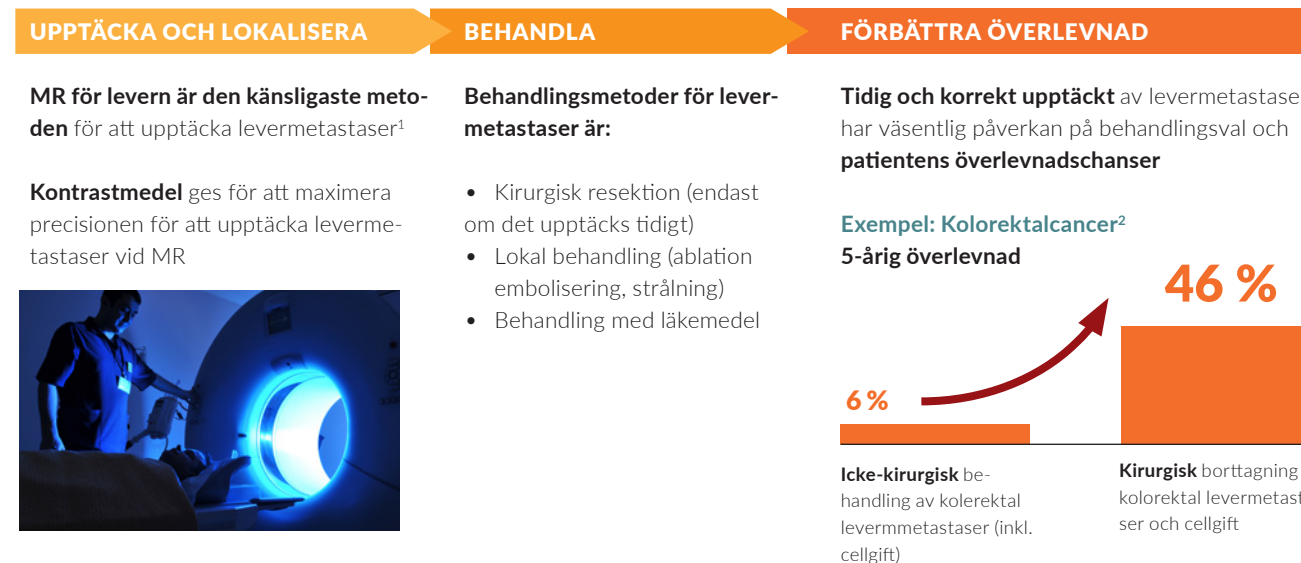 UPPTÄCKA OCH LOKALISERA
MR för levern är den känsligaste meto-
den för att upptäcka levermetastaser¹
Kontrastmedel ges för att maximera
precisionen för att upptäcka leverme-
tastaser vid MR
BEHANDLA
Behandlingsmetoder för lever-
metastaser är:
• Kirurgisk resektion (endast
om det upptäcks tidigt)
• Lokal behandling (ablation
embolisering, strålning)
• Behandling med läkemedel
FÖRBÄTTRA ÖVERLEVNAD
Tidig och korrekt upptäckt av levermetastase
har väsentlig påverkan på behandlingsval och
patientens överlevnadschanser
Exempel: Kolorektalcancer²
5-årig överlevnad
46 %
6 %
Icke-kirurgisk be-
handling av kolerektal
levermmetastaser (inkl.
cellgift)
Kirurgisk borttagning
kolorektal levermetast
ser och cellgift